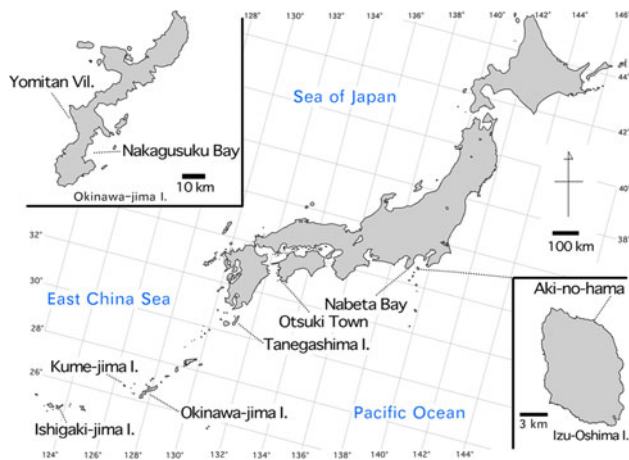 128° 130° 132° 134° 136° 138° 140° 142° 144° 146°
Yomitan Vil.
Nakagusuku Bay
10 km
Okinawa-jima I.
Sea of Japan
44°
42°
40°
38°
100 km
32°
30°
28°
26°
East China Sea
Nabeta Bay
Otsuki Town
Tanegashima I.
Kume-jima I.
Okinawa-jima I.
Ishigaki-jima I.
Pacific Ocean
Aki-no-hama
3 km
Izu-Oshima I.
124° 126° 128° 130° 132° 134° 136° 138° 140° 142° 144°